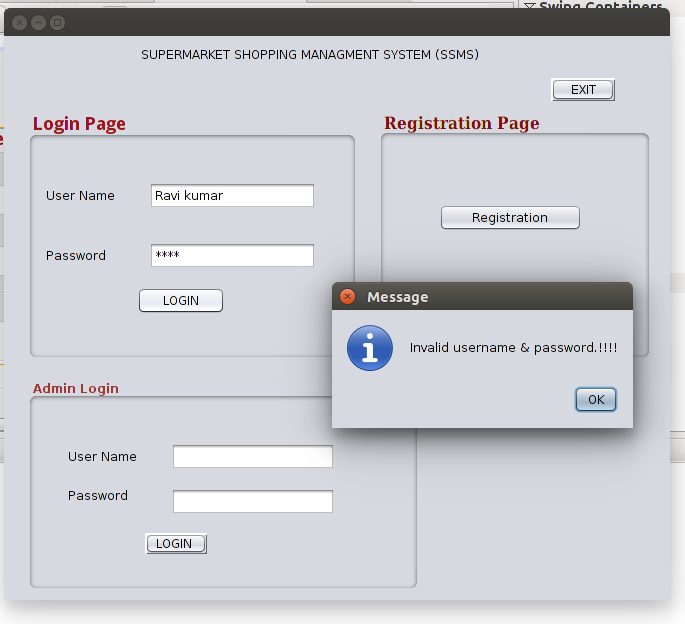 Swing Containers
SUPERMARKET SHOPPING MANAGMENT SYSTEM (SSMS)
EXIT
Login Page
Registration Page
User Name
Ravi kumar
Registration
Password
****
LOGIN
Message
Invalid username & password.!!!!
OK
Admin Login
User Name
Password
LOGIN